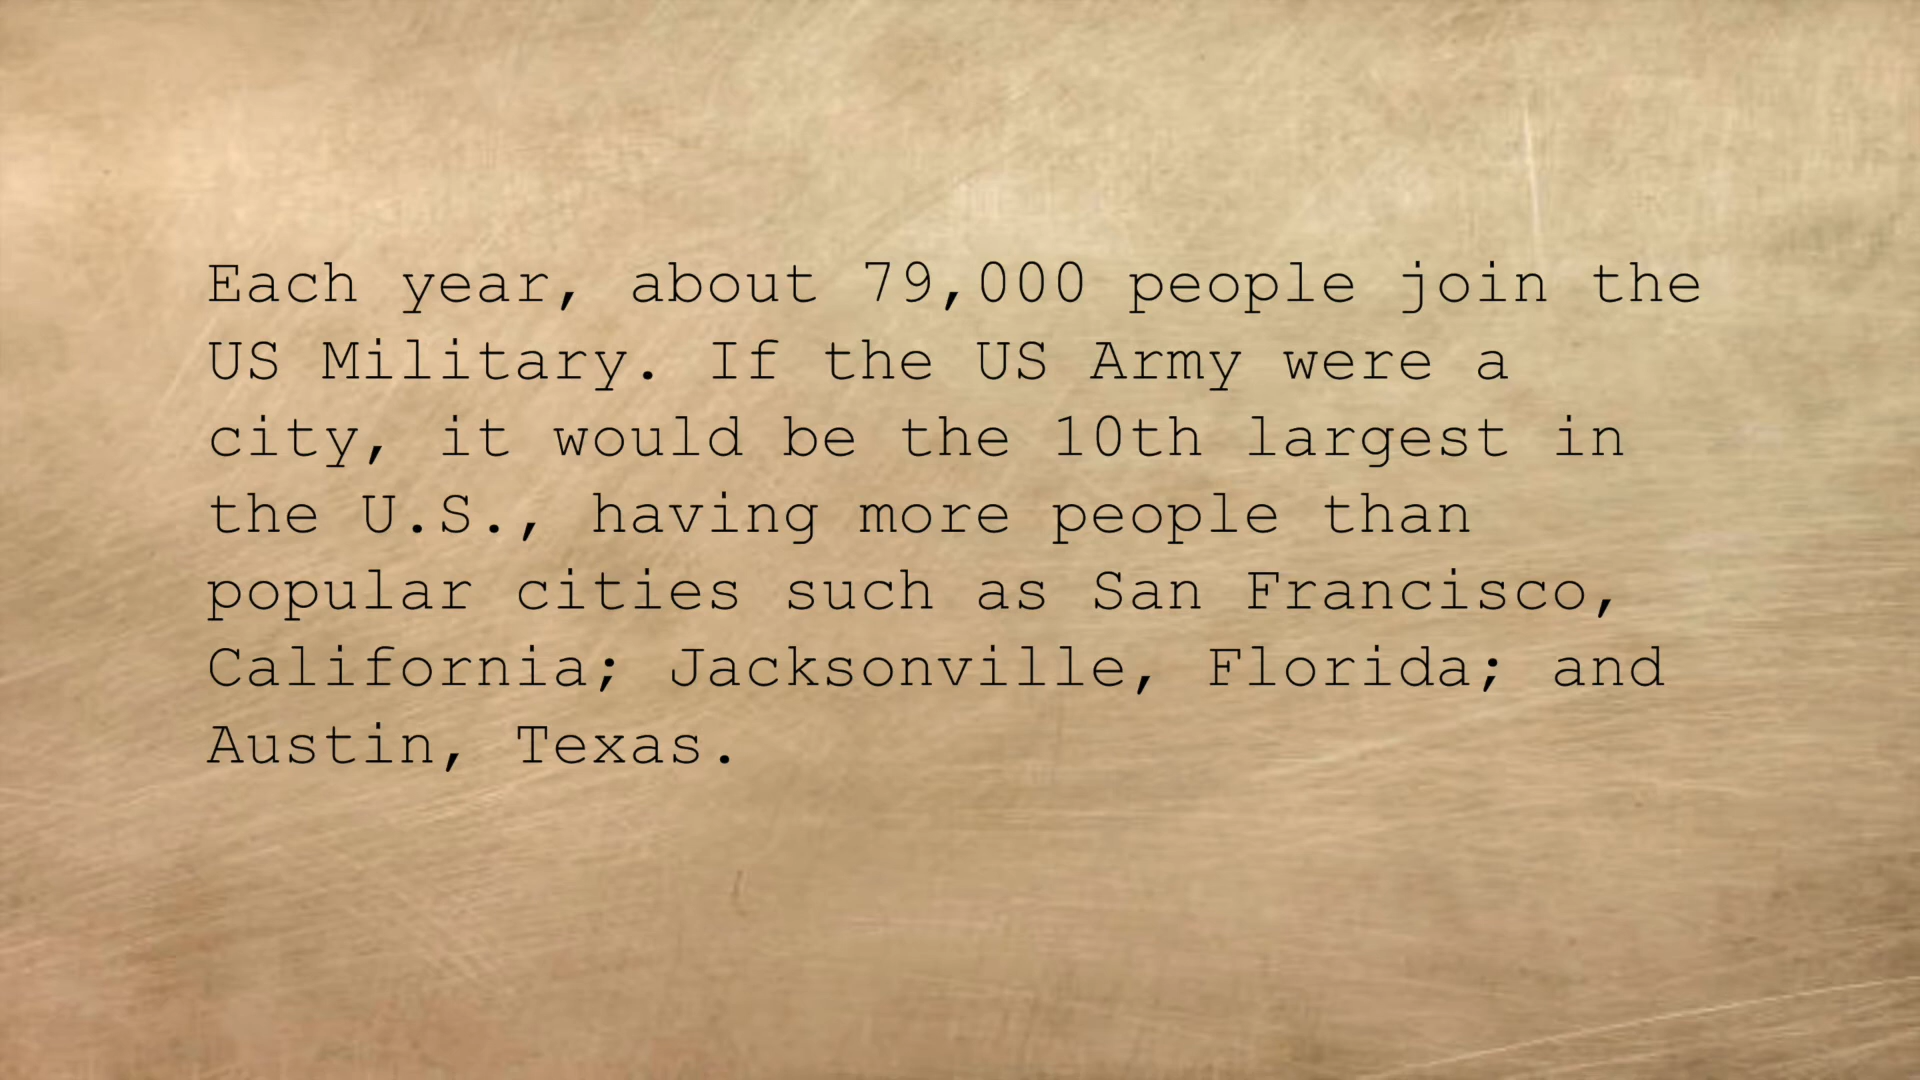 Each year, about 79,000 people join the
US Military. If the US Army were a
city, it would be the 10th largest in
the U.S., having more people than
popular cities such as San Francisco,
California; Jacksonville, Florida; and
Austin, Texas.